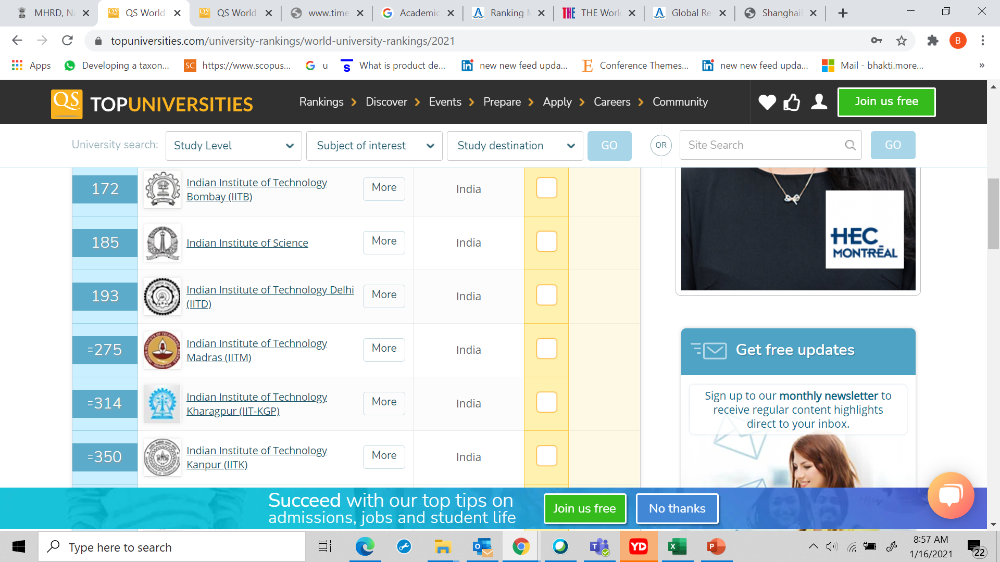 MHRD, Na
QS World
QS World
www.time
Academic
Ranking M
THE THE Worl
Global Re
Shanghai
topuniversities.com/university-rankings/world-university-rankings/2021
B
Apps
Developing a taxon...
SC https://www.scopus...
u
What is product de...
new new feed upda...
Conference Themes...
new new feed upda...
Mail - bhakti.more...
»
QS TOPUNIVERSITIES
Rankings
Discover
Events
Prepare
Apply
Careers
Community
Join us free
University search:
Study Level
Subject of interest
Study destination
GO
OR
Site Search
GO
172
Indian Institute of Technology
Bombay (IITB)
More
India
185
Indian Institute of Science
More
India
193
Indian Institute of Technology Delhi
(IITD)
More
India
=275
Indian Institute of Technology
Madras (IITM)
More
India
=314
Indian Institute of Technology
Kharagpur (IIT-KGP)
More
India
=350
Indian Institute of Technology
Kanpur (IITK)
More
India
HEC
MONTRĒAL
Get free updates
Sign up to our monthly newsletter to
receive regular content highlights
direct to your inbox.
Succeed with our top tips on
admissions, jobs and student life
Join us free
No thanks
Type here to search
YD
8:57 AM
1/16/2021
22